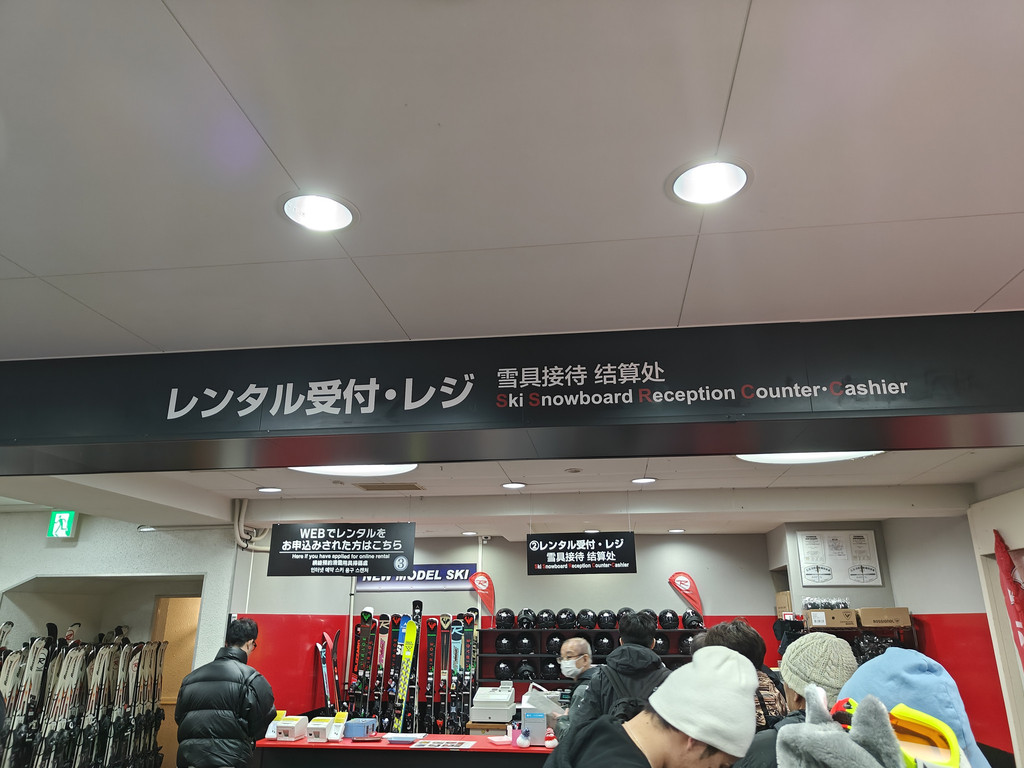 レンタル受付・レジ
雪具接待 结算处
Ski Snowboard Reception Counter・Cashier
WEBでレンタルを
お申込みされた方はこちら
Here if you have applied for online rental
③
NEW MODEL SKI
②レンタル受付・レジ
雪具接待 结算处
Ski Snowboard Reception Counter・Cashier